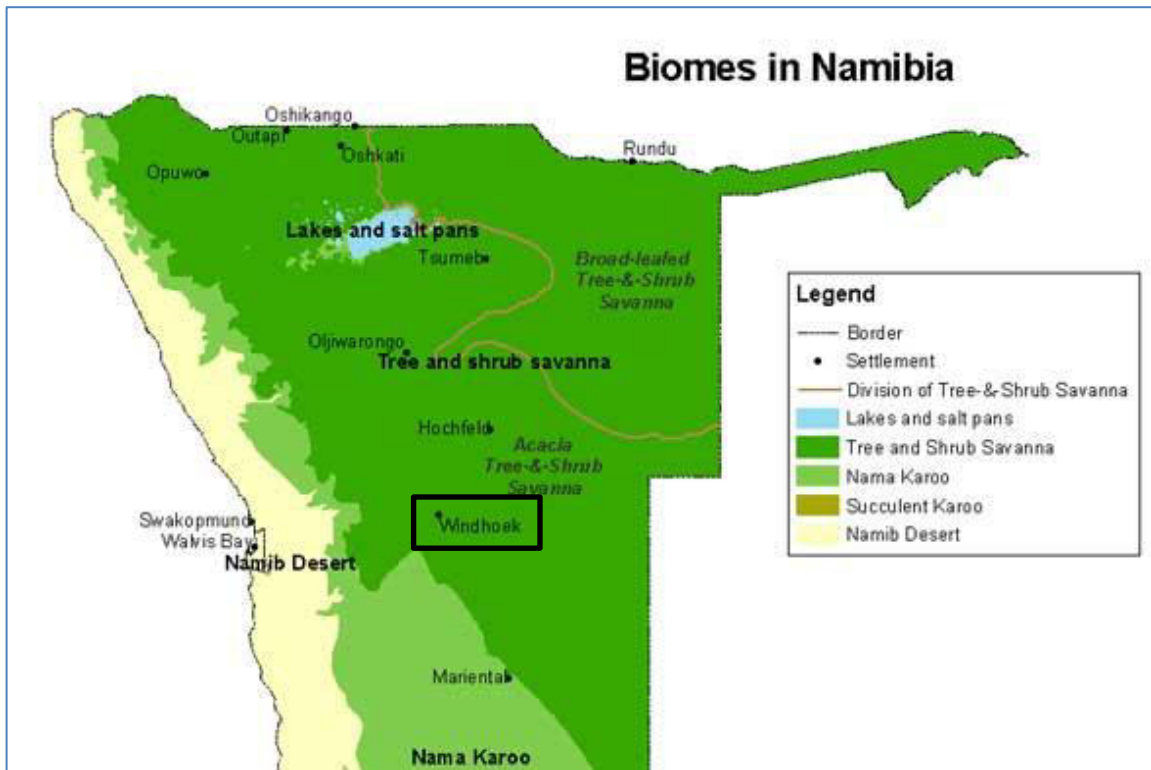 Biomes in Namibia
Oshikango
Outapi
Oshkati
Opuwo
Rundu
Lakes and salt pans
Tsumeb
Broad-leafed
Tree-&-Shrub
Savanna
Oljiwarongo
Tree and shrub savanna
Hochfeld
Acacia
Tree-&-Shrub
Savanna
Windhoek
Swakopmund
Walvis Bay
Namib Desert
Mariental
Nama Karoo
Legend
Border
Settlement
Division of Tree-&-Shrub Savanna
Lakes and salt pans
Tree and Shrub Savanna
Nama Karoo
Succulent Karoo
Namib Desert